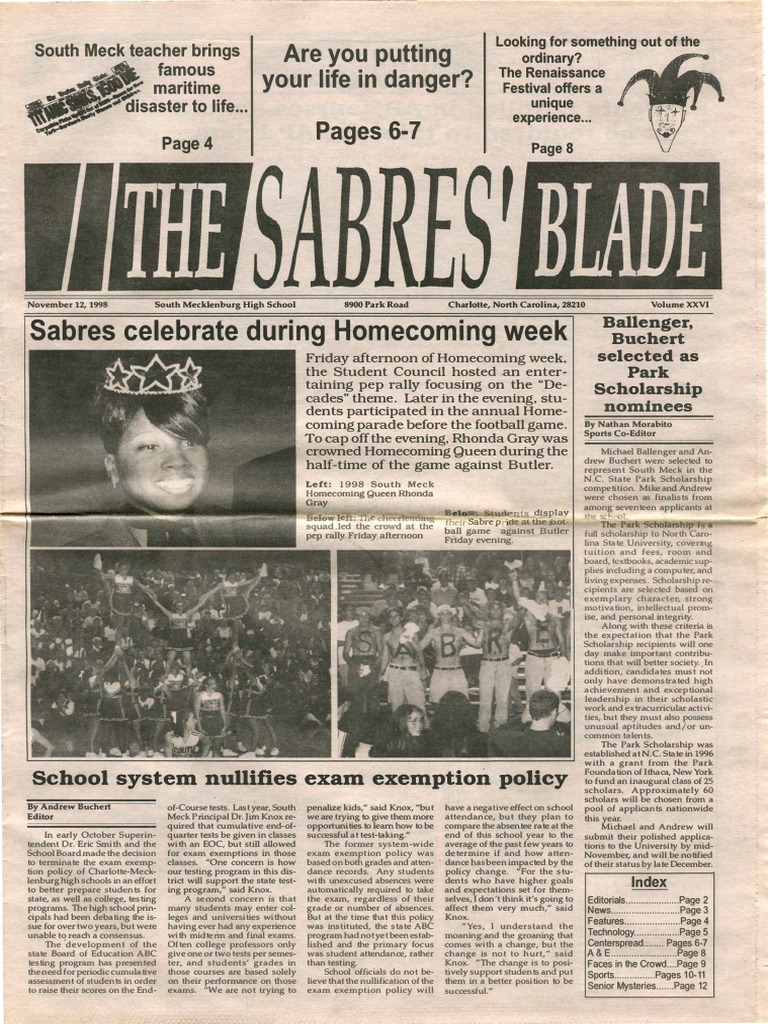 South Meck teacher brings
famous
maritime
disaster to life...
Page 4
Are you putting
your life in danger?
Pages 6-7
Looking for something out of the
ordinary?
The Renaissance
Festival offers a
unique
experience...
Page 8
THE SABRES' BLADE
November 12, 1998 South Mecklenburg High School 8900 Park Road Charlotte, North Carolina, 28210 Volume XXVI
Sabres celebrate during Homecoming week
Friday afternoon of Homecoming week,
the Student Council hosted an enter-
taining pep rally focusing on the "De-
cades" theme. Later in the evening, stu-
dents participated in the annual Home-
coming parade before the football game.
To cap off the evening, Rhonda Gray was
crowned Homecoming Queen during the
half-time of the game against Butler.
Left: 1998 South Meck
Homecoming Queen Rhonda
Gray
Below left: The cheerleading
squad led the crowd at the
pep rally Friday afternoon
Below: Students display
their Sabre pride at the foot-
ball game against Butler
Friday evening.
S A B R E
Ballenger,
Buchert
selected as
Park
Scholarship
nominees
By Nathan Morabito
Sports Co-Editor
Michael Ballenger and An-
drew Buchert were selected to
represent South Meck in the
N.C. State Park Scholarship
competition. Mike and Andrew
were chosen as finalists from
among seventeen applicants at
the school.
The Park Scholarship is a
full scholarship to North Caro-
lina State University, covering
tuition and fees, room and
board, textbooks, academic sup-
plies including a computer, and
living expenses. Scholarship re-
cipients are selected based on
exemplary character, strong
motivation, intellectual prom-
ise, and personal integrity.
Along with these criteria is
the expectation that the Park
Scholarship recipients will one
day make important contribu-
tions that will better society. In
addition, candidates must not
only have demonstrated high
achievement and exceptional
leadership in their scholastic
work and extracurricular activi-
ties, but they must also possess
unusual aptitudes and/or un-
common talents.
The Park Scholarship was
established at N.C. State in 1996
with a grant from the Park
Foundation of Ithaca, New York
to fund an inaugural class of 25
scholars. Approximately 60
scholars will be chosen from a
pool of applicants nationwide
this year.
Michael and Andrew will
submit their polished applica-
tions to the University by mid-
November, and will be notified
of their status by late December.
School system nullifies exam exemption policy
By Andrew Buchert
Editor
In early October Superin-
tendent Dr. Eric Smith and the
School Board made the decision
to terminate the exam exemp-
tion policy of Charlotte-Meck-
lenburg high schools in an effort
to better prepare students for
state, as well as college, testing
programs. The high school prin-
cipals had been debating the is-
sue for over two years, but were
unable to reach a consensus.
The development of the
state Board of Education ABC
testing program has presented
the need for periodic cumulative
assessment of students in order
to raise their scores on the End-
of-Course tests. Last year, South
Meck Principal Dr. Jim Knox re-
quired that cumulative end-of-
quarter tests be given in classes
with an EOC, but still allowed
for exam exemptions in those
classes. "One concern is how
our testing program in this dis-
trict will support the state test-
ing program," said Knox.
A second concern is that
many students may enter col-
leges and universities without
having ever had any experience
with midterm and final exams.
Often college professors only
give one or two tests per semes-
ter, and students' grades in
those courses are based solely
on their performance on those
exams. "We are not trying to
penalize kids," said Knox, "but
we are trying to give them more
opportunities to learn how to be
successful at test-taking."
The former system-wide
exam exemption policy was
based on both grades and atten-
dance records. Any students
with unexcused absences were
automatically required to take
the exam, regardless of their
grade or number of absences.
But at the time that this policy
was instituted, the state ABC
program had not yet been estab-
lished and the primary focus
was student attendance, rather
than testing.
School officials do not be-
lieve that the nullification of the
exam exemption policy will
have a negative effect on school
attendance, but they plan to
compare the absentee rate at the
end of this school year to the
average of the past few years to
determine if and how atten-
dance has been impacted by the
policy change. "For the stu-
dents who have higher goals
and expectations set for them-
selves, I don't think it's going to
affect them very much," said
Knox.
"Yes, I understand the
moaning and the groaning that
comes with a change, but the
change is not to hurt," said
Knox. "The change is to posi-
tively support students and put
them in a better position to be
successful."
Index
Editorials......................Page 2
News............................Page 3
Features........................Page 4
Technology....................Page 5
Centerspread........ Pages 6-7
A & E............................Page 8
Faces in the Crowd....Page 9
Sports................Pages 10-11
Senior Mysteries.......Page 12